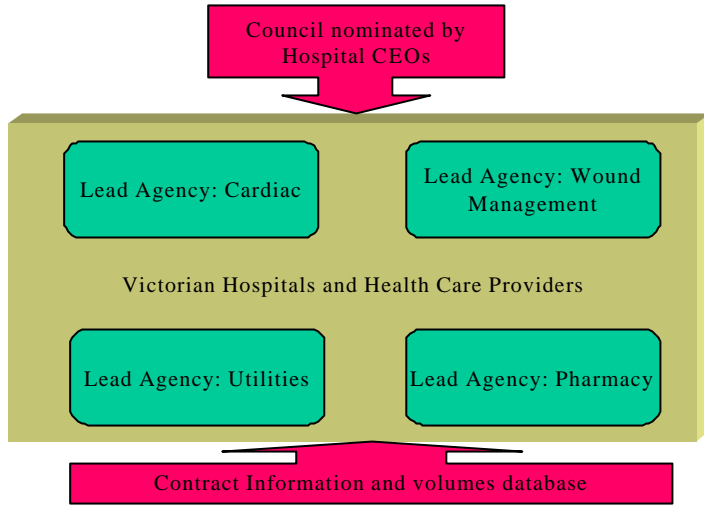 Council nominated by
Hospital CEOs
Lead Agency: Cardiac
Lead Agency: Wound
Management
Victorian Hospitals and Health Care Providers
Lead Agency: Utilities
Lead Agency: Pharmacy
Contract Information and volumes database